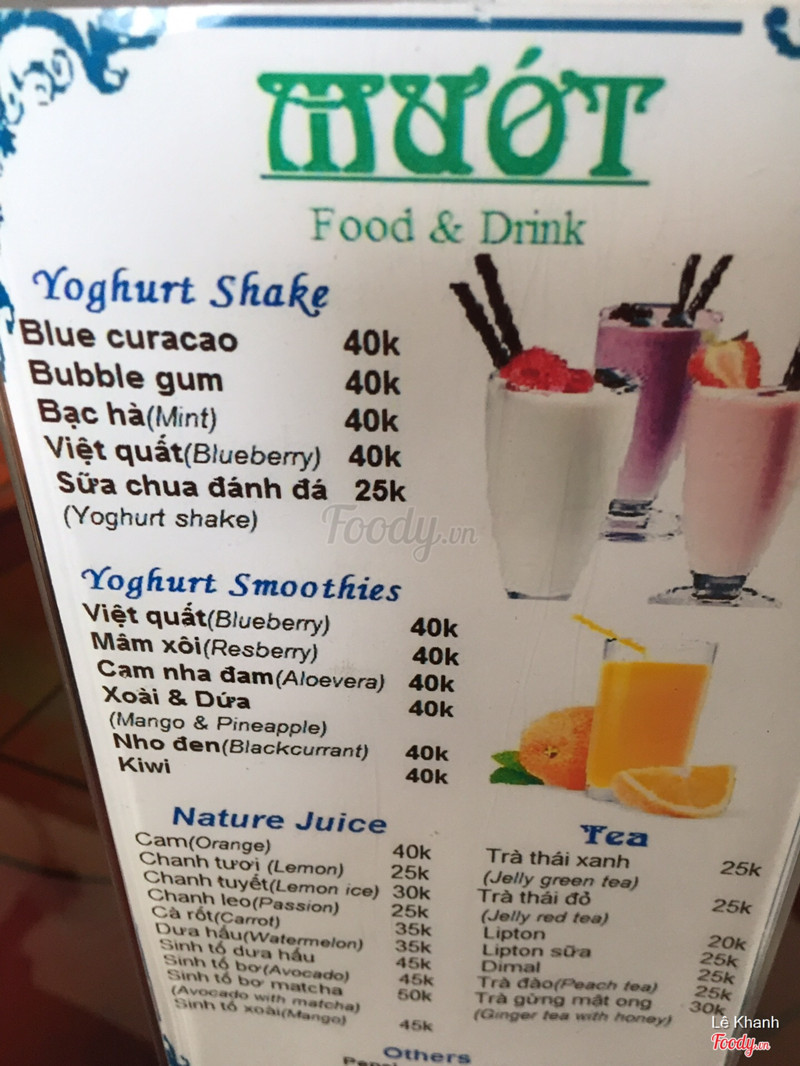 MƯỚT
Food & Drink
Yoghurt Shake
Blue curacao 40k
Bubble gum 40k
Bạc hà(Mint) 40k
Việt quất(Blueberry) 40k
Sữa chua đánh đá 25k
(Yoghurt shake)
Foody.vn
Yoghurt Smoothies
Việt quất(Blueberry) 40k
Mâm xôi(Resberry) 40k
Cam nha đam(Aloevera) 40k
Xoài & Dứa 40k
(Mango & Pineapple)
Nho đen(Blackcurrant) 40k
Kiwi 40k
Nature Juice
Cam(Orange) 40k
Chanh tươi (Lemon) 25k
Chanh tuyết(Lemon ice) 30k
Chanh leo(Passion) 25k
Cà rốt(Carrot) 35k
Dưa hấu(Watermelon) 35k
Sinh tố dưa hấu 45k
Sinh tố bơ(Avocado) 45k
Sinh tố bơ matcha 50k
(Avocado with matcha)
Sinh tố xoài(Mango) 45k
Tea
Trà thái xanh 25k
(Jelly green tea)
Trà thái đỏ 25k
(Jelly red tea)
Lipton 20k
Lipton sữa 25k
Dimal 25k
Trà đào(Peach tea) 25k
Trà gừng mật ong 30k
(Ginger tea with honey)
Others
Lê Khanh
Foody.vn